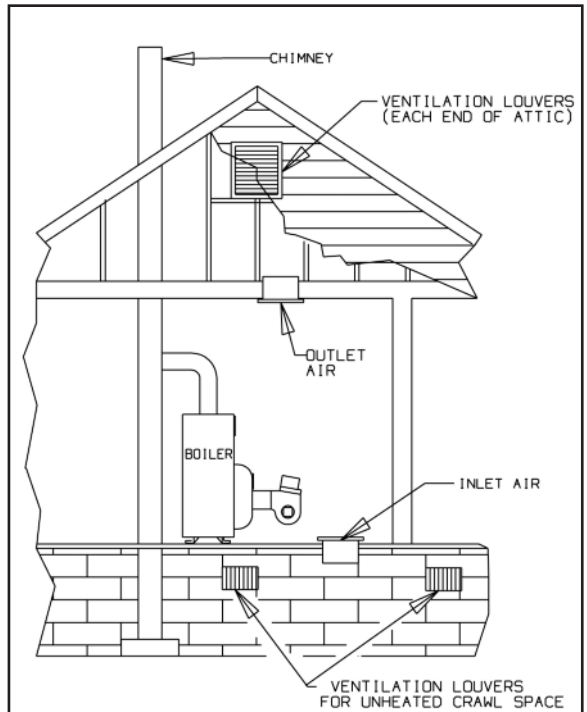 CHIMNEY
VENTILATION LOUVERS
(EACH END OF ATTIC)
OUTLET
AIR
BOILER
INLET AIR
VENTILATION LOUVERS
FOR UNHEATED CRAWL SPACE